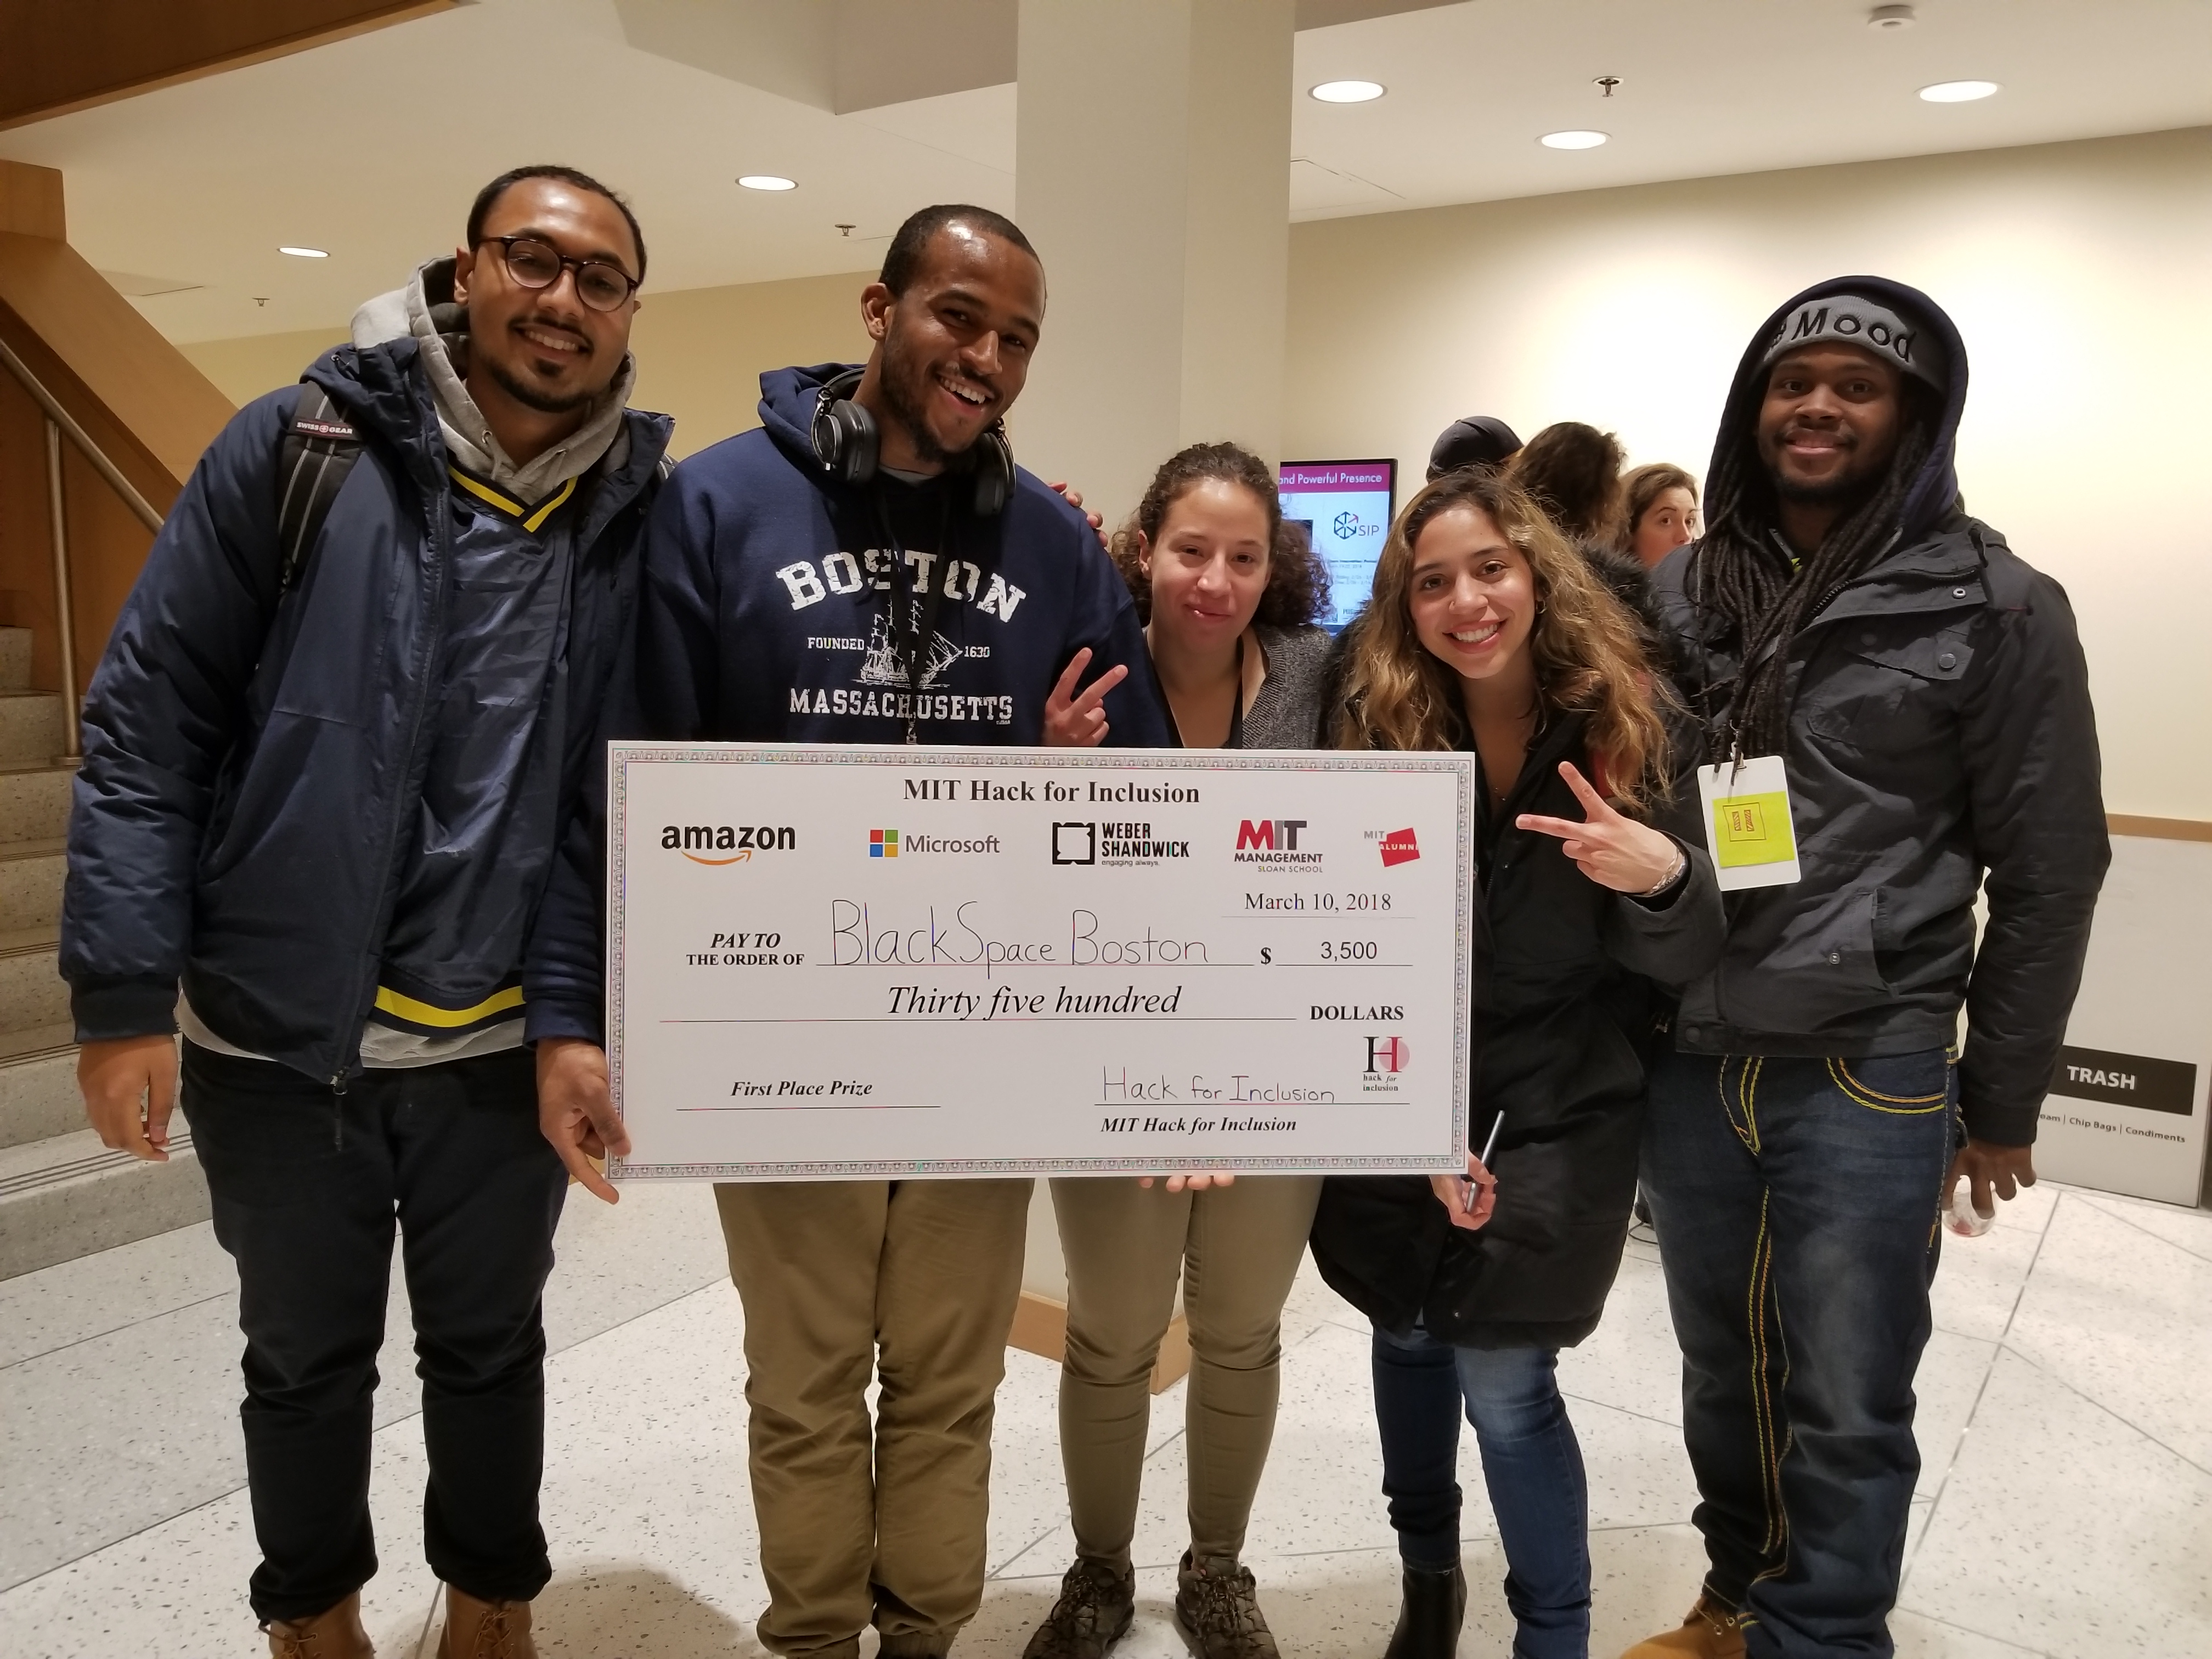 Mood
SWISS GEAR
and Powerful Presence
SIP
BOSTON
FOUNDED 1630
MASSACHUSETTS
MIT Hack for Inclusion
amazon
Microsoft
WEBER
SHANDWICK
engaging always.
MIT
MANAGEMENT
SLOAN SCHOOL
MIT
ALUMNI
March 10, 2018
PAY TO
THE ORDER OF BlackSpace Boston $ 3,500
Thirty five hundred DOLLARS
H
hack for
inclusion
First Place Prize
Hack for Inclusion
MIT Hack for Inclusion
TRASH
Chip Bags | Condiments